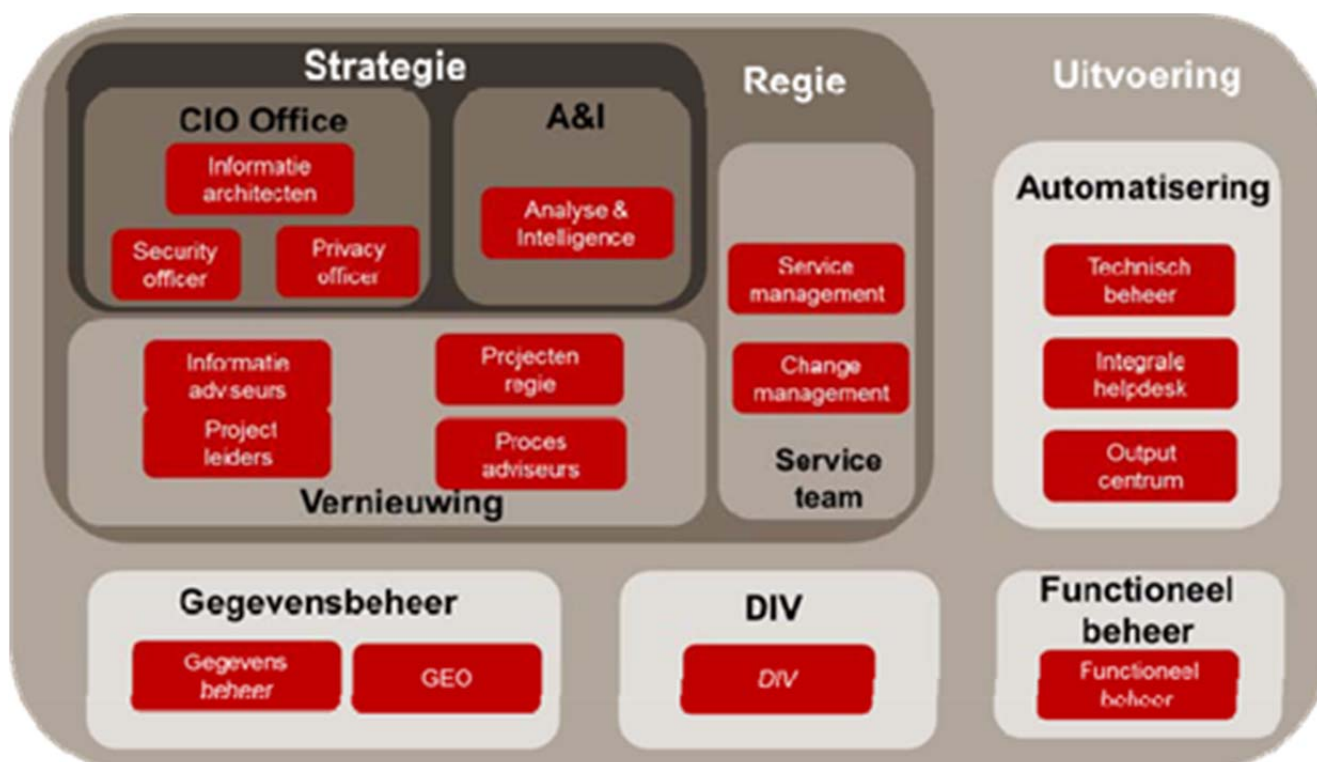 Strategie
Regie
Uitvoering
CIO Office
A&I
Informatie
architecten
Security
officer
Privacy
officer
Analyse &
Intelligence
Informatie
adviseurs
Project
leiders
Projecten
regie
Proces
adviseurs
Vernieuwing
Service
management
Change
management
Service
team
Automatisering
Technisch
beheer
Integrale
helpdesk
Output
centrum
Gegevensbeheer
Gegevens
beheer
GEO
DIV
DIV
Functioneel
beheer
Functioneel
beheer